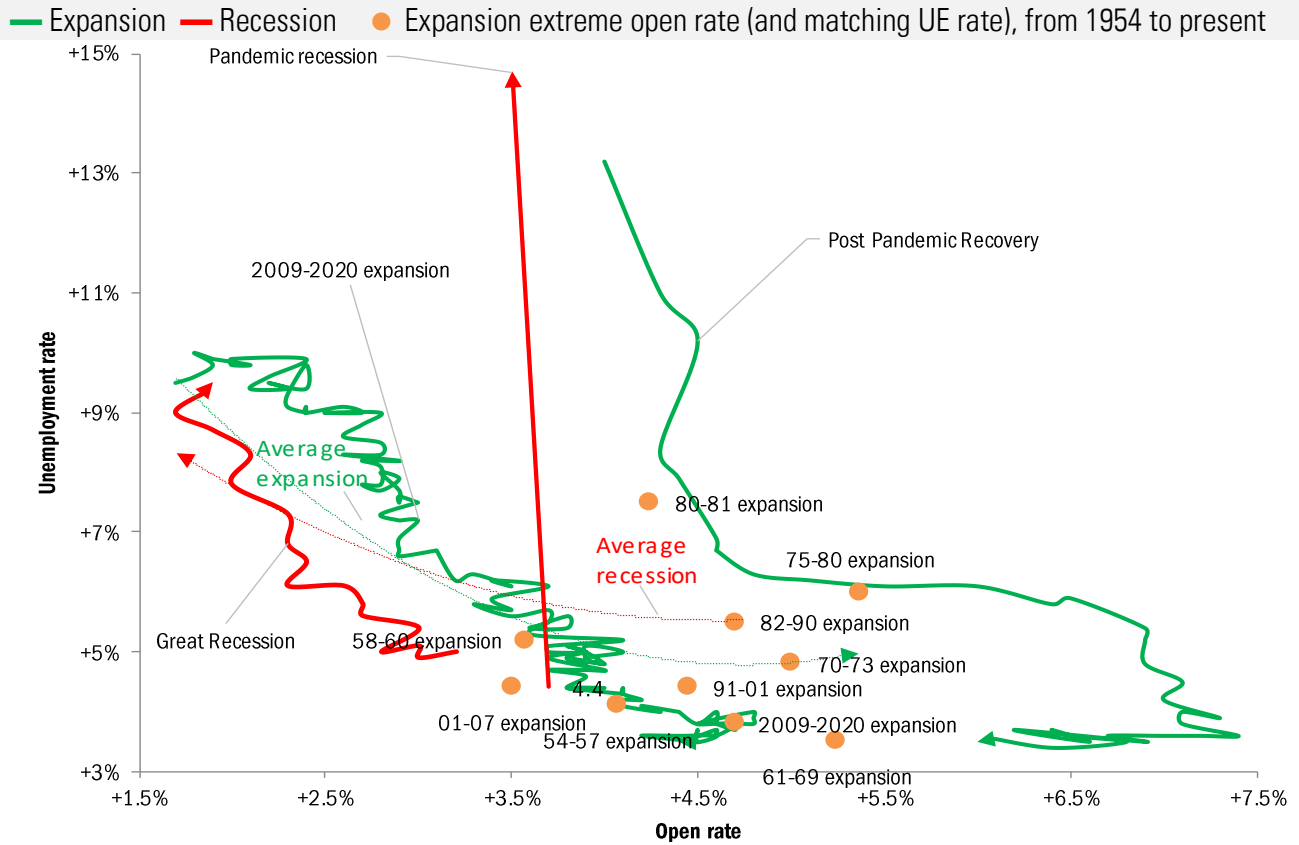 Expansion Recession Expansion extreme open rate (and matching UE rate), from 1954 to present
+15%
Pandemic recession
+13%
Post Pandemic Recovery
2009-2020 expansion
+11%
Unemployment rate
+9%
Average
expansion
80-81 expansion
+7%
Average
recession
75-80 expansion
82-90 expansion
Great Recession
58-60 expansion
+5%
70-73 expansion
4.4
91-01 expansion
01-07 expansion
2009-2020 expansion
54-57 expansion
+3%
61-69 expansion
+1.5% +2.5% +3.5% +4.5% +5.5% +6.5% +7.5%
Open rate